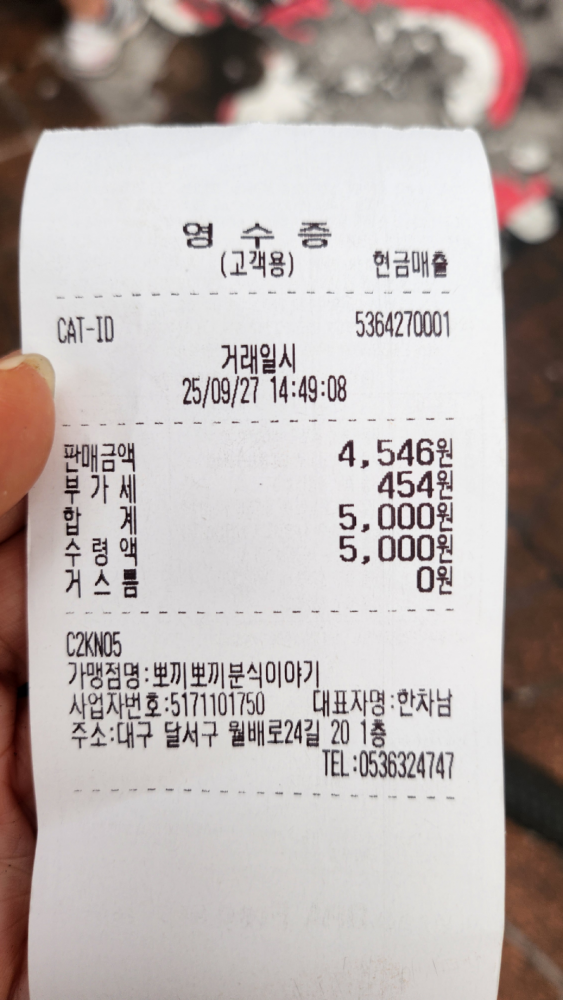 영 수 증
(고객용) 현금매출
CAT-ID 5364270001
거래일시
25/09/27 14:49:08
판매금액 4,546원
부 가 세 454원
합 계 5,000원
수 령 액 5,000원
거 스 름 0원
C2KN05
가맹점명:뽀끼뽀끼분식이야기
사업자번호:5171101750 대표자명:한차남
주소:대구 달서구 월배로24길 20 1층
TEL:0536324747